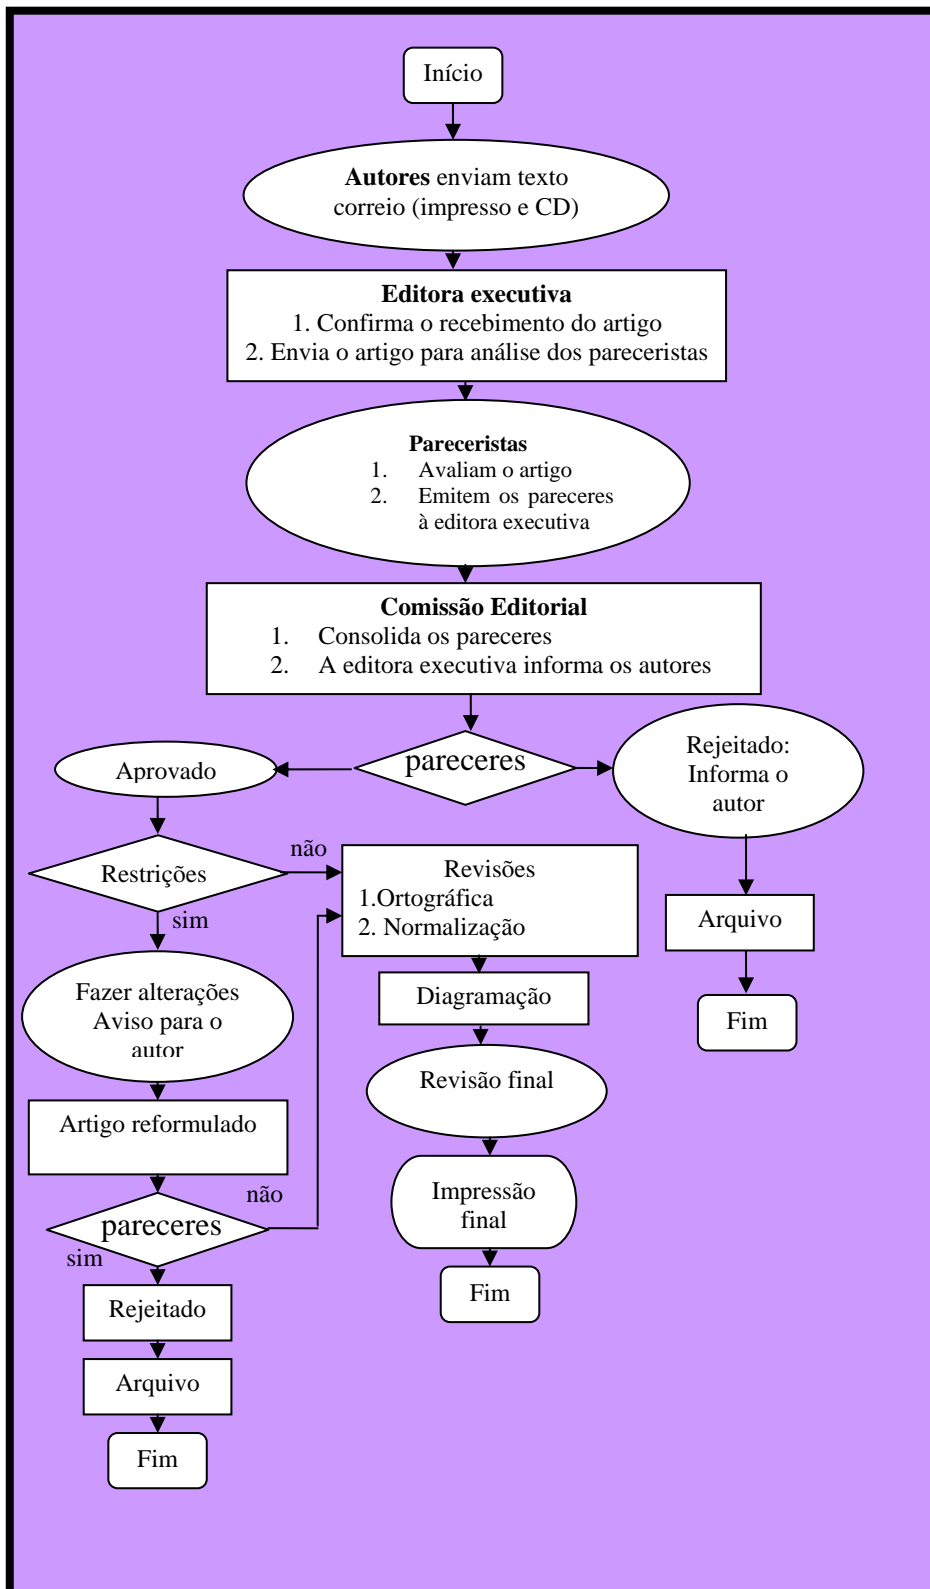 Início
Autores enviam texto
correio (impresso e CD)
Editora executiva
1. Confirma o recebimento do artigo
2. Envia o artigo para análise dos pareceristas
Pareceristas
1. Avaliam o artigo
2. Emitem os pareceres
à editora executiva
Comissão Editorial
1. Consolida os pareceres
2. A editora executiva informa os autores
pareceres
Aprovado
Rejeitado:
Informa o
autor
Restrições
não
sim
Revisões
1.Ortográfica
2. Normalização
Arquivo
Fim
Fazer alterações
Aviso para o
autor
Diagramação
Revisão final
Artigo reformulado
Impressão
final
Fim
pareceres
não
sim
Rejeitado
Arquivo
Fim